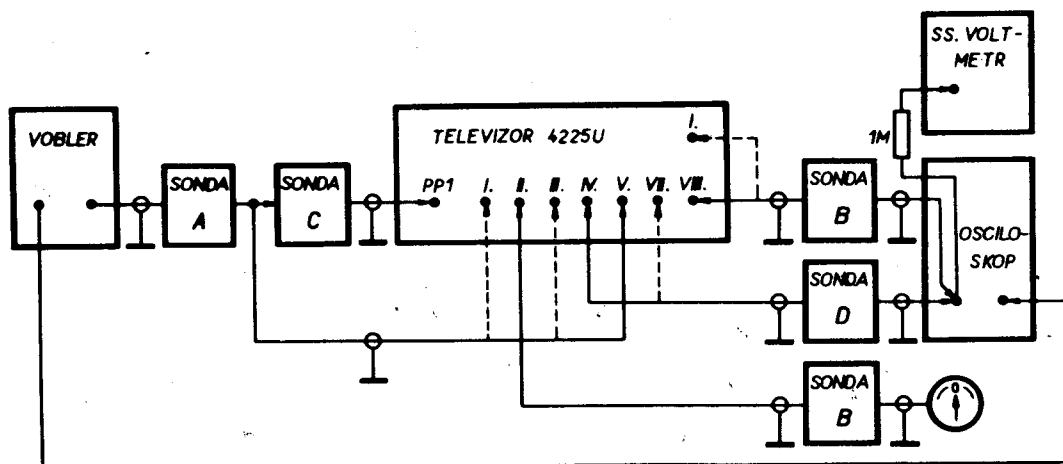 SS. VOLT-
METR
VOBLER
TELEVIZOR 4225U
I.
1M
SONDA
A
SONDA
C
PP1 I. II. III. IV. V. VII. VIII.
SONDA
B
OSCILO-
SKOP
SONDA
D
SONDA
B
0